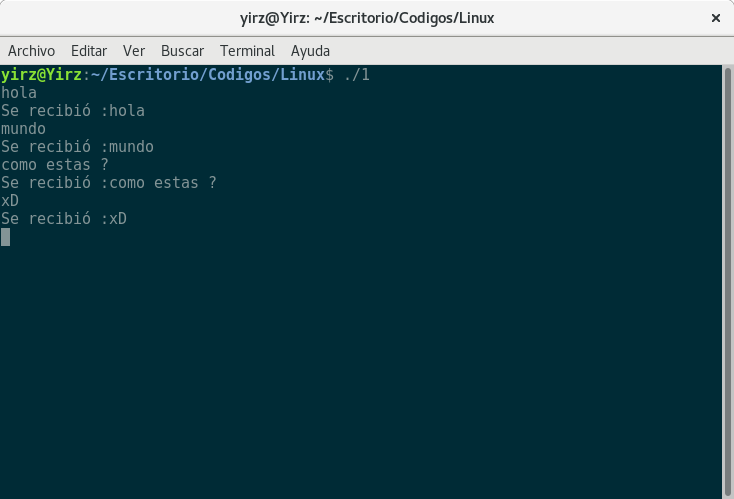 yirz@Yirz: ~/Escritorio/Codigos/Linux
×
Archivo Editar Ver Buscar Terminal Ayuda
yirz@Yirz:~/Escritorio/Codigos/Linux$ ./1
hola
Se recibió :hola
mundo
Se recibió :mundo
como estas ?
Se recibió :como estas ?
xD
Se recibió :xD